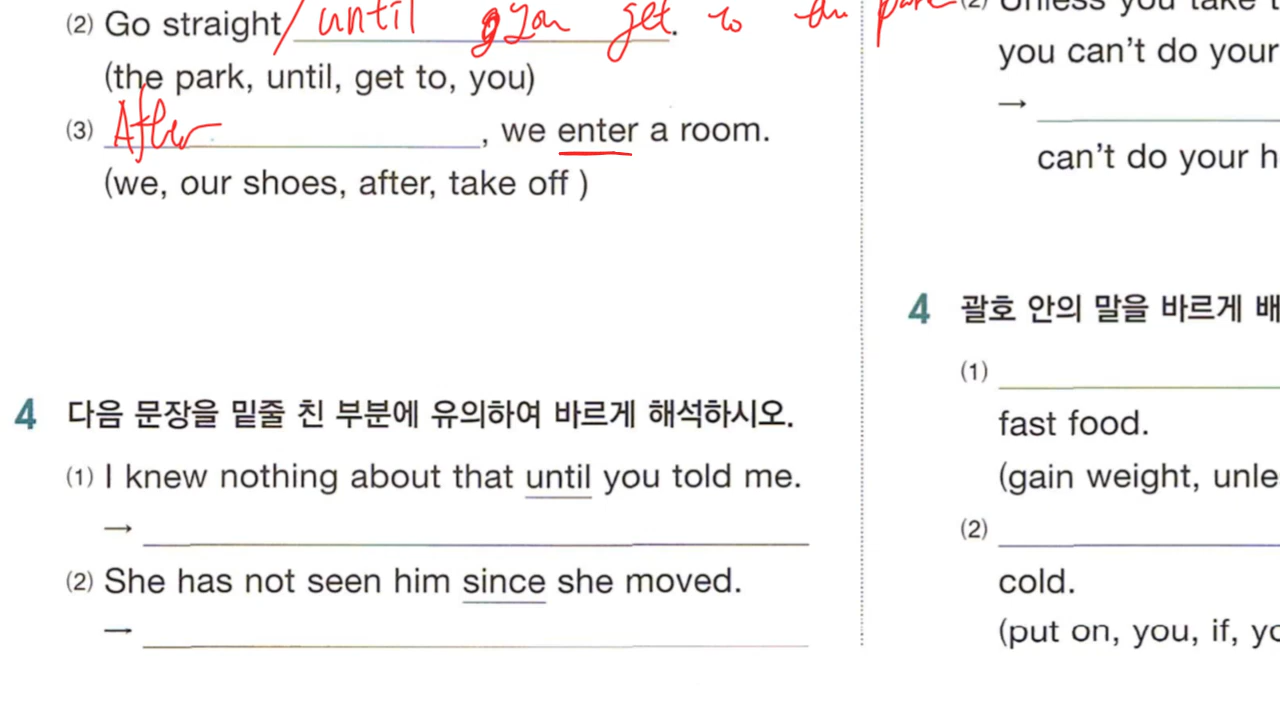 (2) Go straight/ until you get to the park.
(the park, until, get to, you)
(3) After, we enter a room.
(we, our shoes, after, take off )
4 다음 문장을 밑줄 친 부분에 유의하여 바르게 해석하시오.
(1) I knew nothing about that until you told me.
→
(2) She has not seen him since she moved.
→
(2) Unless you take
you can't do your
→
can't do your h
4 괄호 안의 말을 바르게 배
(1)
fast food.
(gain weight, unle
(2)
cold.
(put on, you, if, yo